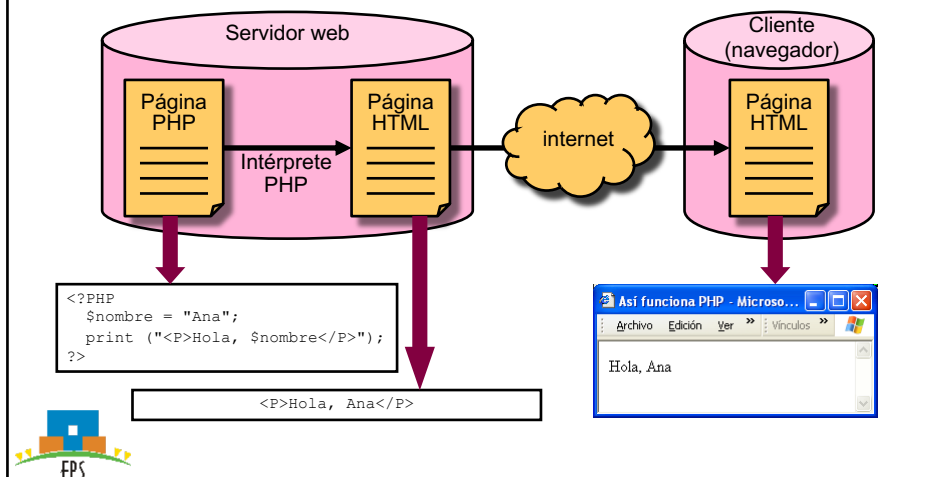 Servidor web
Cliente
(navegador)
Página
PHP
Intérprete
PHP
Página
HTML
internet
Página
HTML
<?PHP
$nombre = "Ana";
print ("<P>Hola, $nombre</P>");
?>
<P>Hola, Ana</P>
Así funciona PHP - Microso...
Archivo Edición Ver » Vínculos »
Hola, Ana
EPS